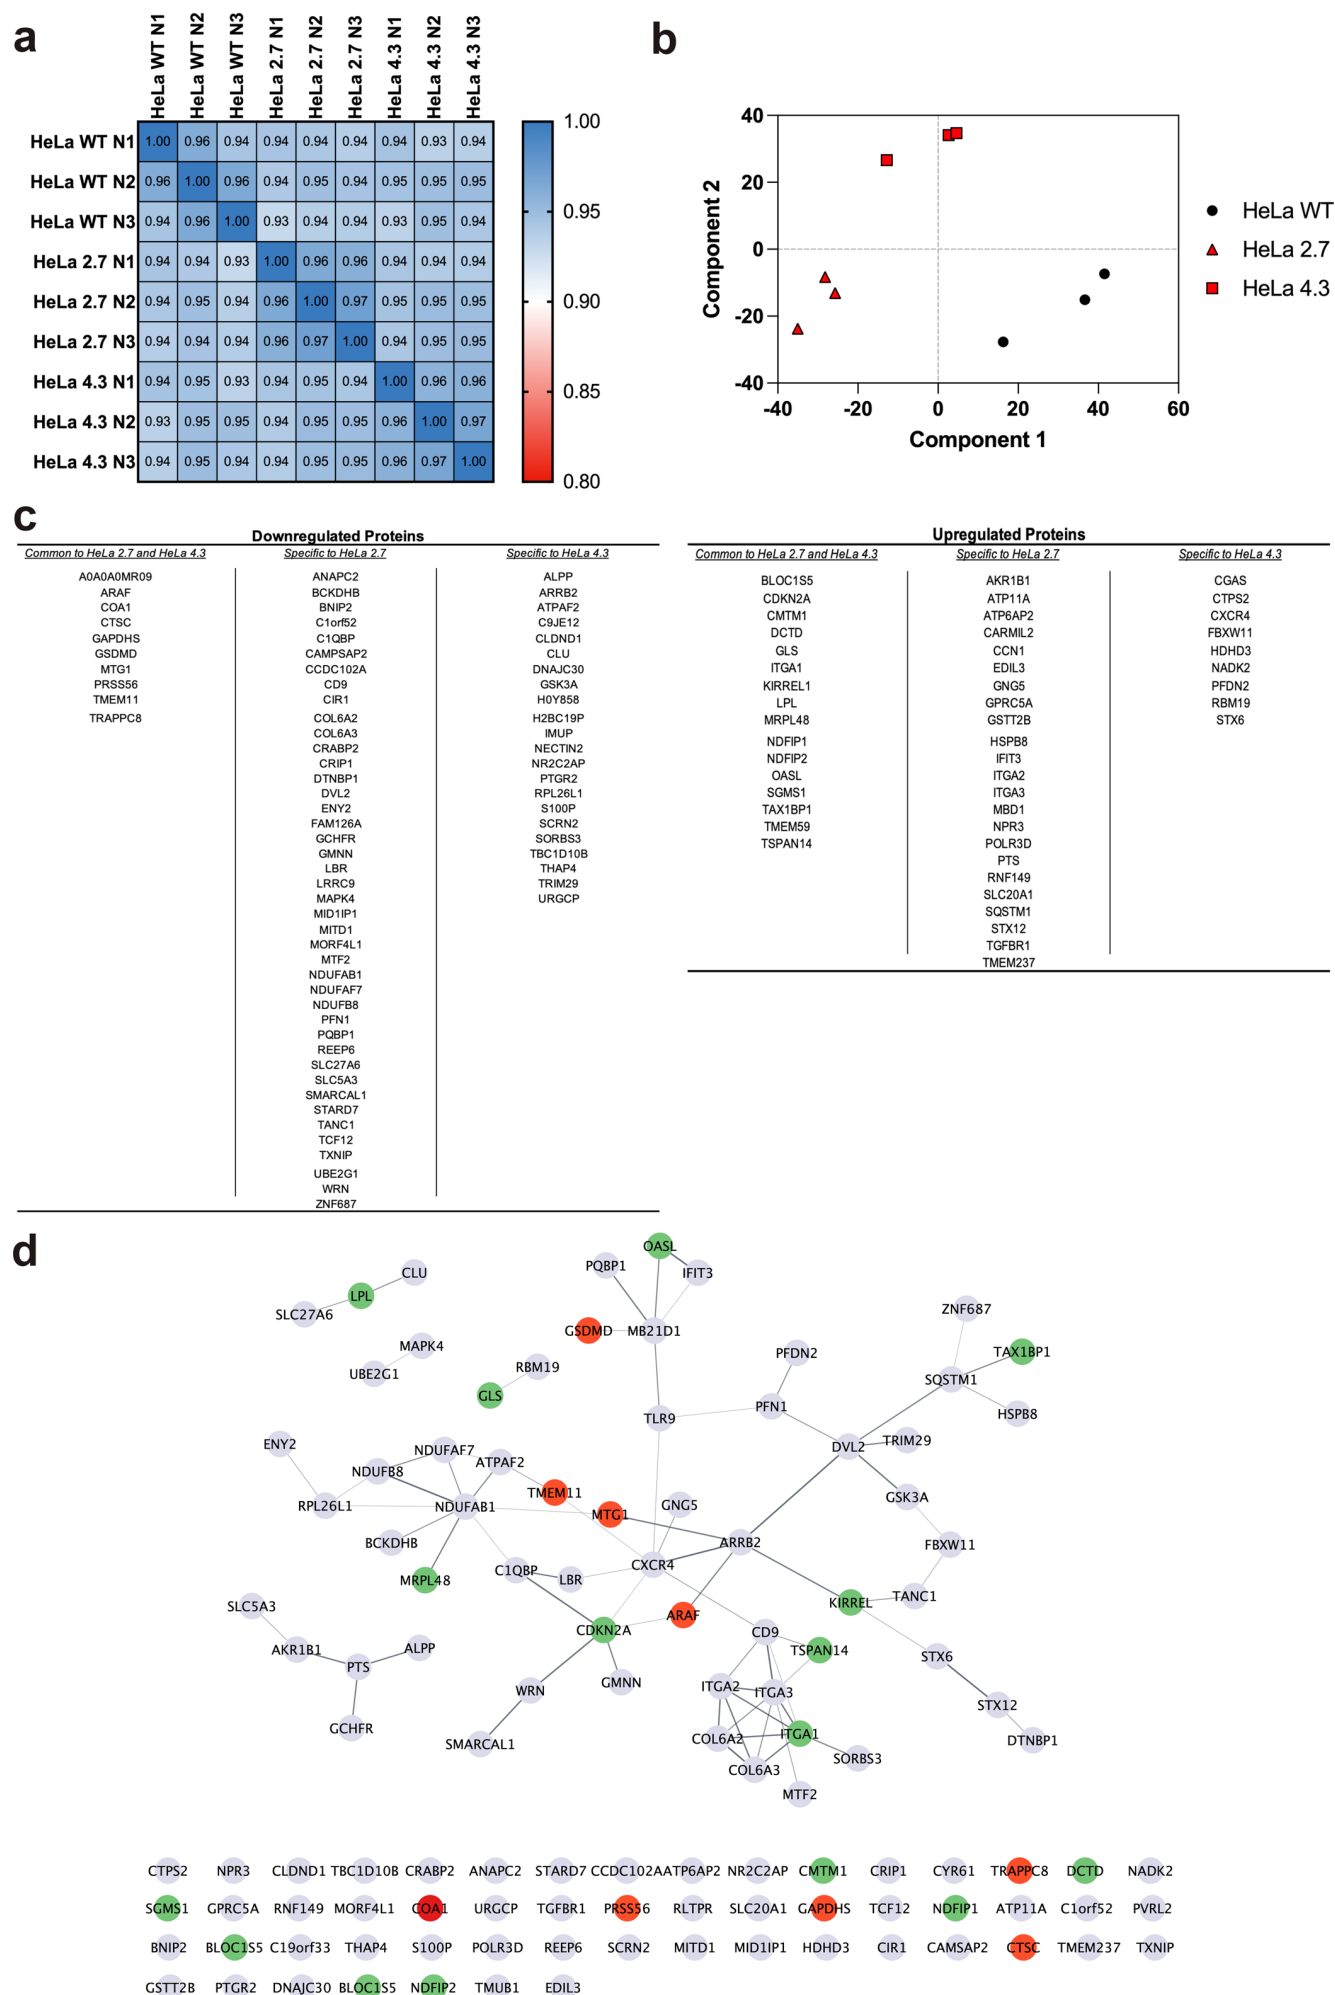 a
HeLa WT N1
HeLa WT N2
HeLa WT N3
HeLa 2.7 N1
HeLa 2.7 N2
HeLa 2.7 N3
HeLa 4.3 N1
HeLa 4.3 N2
HeLa 4.3 N3
HeLa WT N1 1.00 0.96 0.94 0.94 0.94 0.94 0.94 0.93 0.94
HeLa WT N2 0.96 1.00 0.96 0.94 0.95 0.94 0.95 0.95 0.95
HeLa WT N3 0.94 0.96 1.00 0.93 0.94 0.94 0.93 0.95 0.94
HeLa 2.7 N1 0.94 0.94 0.93 1.00 0.96 0.96 0.94 0.94 0.94
HeLa 2.7 N2 0.94 0.95 0.94 0.96 1.00 0.97 0.95 0.95 0.95
HeLa 2.7 N3 0.94 0.94 0.94 0.96 0.97 1.00 0.94 0.95 0.95
HeLa 4.3 N1 0.94 0.95 0.93 0.94 0.95 0.94 1.00 0.96 0.96
HeLa 4.3 N2 0.93 0.95 0.95 0.94 0.95 0.95 0.96 1.00 0.97
HeLa 4.3 N3 0.94 0.95 0.94 0.94 0.95 0.95 0.96 0.97 1.00
1.00
0.95
0.90
0.85
0.80
b
40
20
0
-20
-40
Component 2
-40 -20 0 20 40 60
Component 1
HeLa WT
HeLa 2.7
HeLa 4.3
c
Downregulated Proteins
Common to HeLa 2.7 and HeLa 4.3
A0A0A0MR09
ARAF
COA1
CTSC
GAPDHS
GSDMD
MTG1
PRSS56
TMEM11
TRAPPC8
Specific to HeLa 2.7
ANAPC2
BCKDHB
BNIP2
C1orf52
C1QBP
CAMPSAP2
CCDC102A
CD9
CIR1
COL6A2
COL6A3
CRABP2
CRIP1
DTNBP1
DVL2
ENY2
FAM126A
GCHFR
GMNN
LBR
LRRC9
MAPK4
MID1IP1
MITD1
MORF4L1
MTF2
NDUFAB1
NDUFAF7
NDUFB8
PFN1
PQBP1
REEP6
SLC27A6
SLC5A3
SMARCAL1
STARD7
TANC1
TCF12
TXNIP
UBE2G1
WRN
ZNF687
Specific to HeLa 4.3
ALPP
ARRB2
ATPAF2
C9JE12
CLDND1
CLU
DNAJC30
GSK3A
H0Y858
H2BC19P
IMUP
NECTIN2
NR2C2AP
PTGR2
RPL26L1
S100P
SCRN2
SORBS3
TBC1D10B
THAP4
TRIM29
URGCP
Upregulated Proteins
Common to HeLa 2.7 and HeLa 4.3
BLOC1S5
CDKN2A
CMTM1
DCTD
GLS
ITGA1
KIRREL1
LPL
MRPL48
NDFIP1
NDFIP2
OASL
SGMS1
TAX1BP1
TMEM59
TSPAN14
Specific to HeLa 2.7
AKR1B1
ATP11A
ATP6AP2
CARMIL2
CCN1
EDIL3
GNG5
GPRC5A
GSTT2B
HSPB8
IFIT3
ITGA2
ITGA3
MBD1
NPR3
POLR3D
PTS
RNF149
SLC20A1
SQSTM1
STX12
TGFBR1
TMEM237
Specific to HeLa 4.3
CGAS
CTPS2
CXCR4
FBXW11
HDHD3
NADK2
PFDN2
RBM19
STX6
d
OASL
PQBP1
IFIT3
CLU
LPL
SLC27A6
GSDMD
MB21D1
ZNF687
MAPK4
UBE2G1
RBM19
GLS
PFDN2
TAX1BP1
SQSTM1
HSPB8
TLR9
PFN1
ENY2
NDUFAF7
ATPAF2
NDUFB8
DVL2
TRIM29
RPL26L1
NDUFAB1
TMEM11
MTG1
GNG5
GSK3A
BCKDHB
ARRB2
FBXW11
MRPL48
C1QBP
LBR
CXCR4
KIRREL
TANC1
SLC5A3
CDKN2A
ARAF
CD9
TSPAN14
AKR1B1
PTS
ALPP
STX6
WRN
GMNN
ITGA2
ITGA3
STX12
GCHFR
SMARCAL1
COL6A2
ITGA1
DTNBP1
COL6A3
SORBS3
MTF2
CTPS2 NPR3 CLDND1 TBC1D10B CRABP2 ANAPC2 STARD7 CCDC102A ATP6AP2 NR2C2AP CMTM1 CRIP1 CYR61 TRAPPC8 DCTD NADK2
SGMS1 GPRC5A RNF149 MORF4L1 COA1 URGCP TGFBR1 PRSS56 RLTPR SLC20A1 GAPDHS TCF12 NDFIP1 ATP11A C1orf52 PVRL2
BNIP2 BLOC1S5 C19orf33 THAP4 S100P POLR3D REEP6 SCRN2 MITD1 MID1IP1 HDHD3 CIR1 CAMSAP2 CTSC TMEM237 TXNIP
GSTT2B PTGR2 DNAJC30 BLOC1S5 NDFIP2 TMUB1 EDIL3